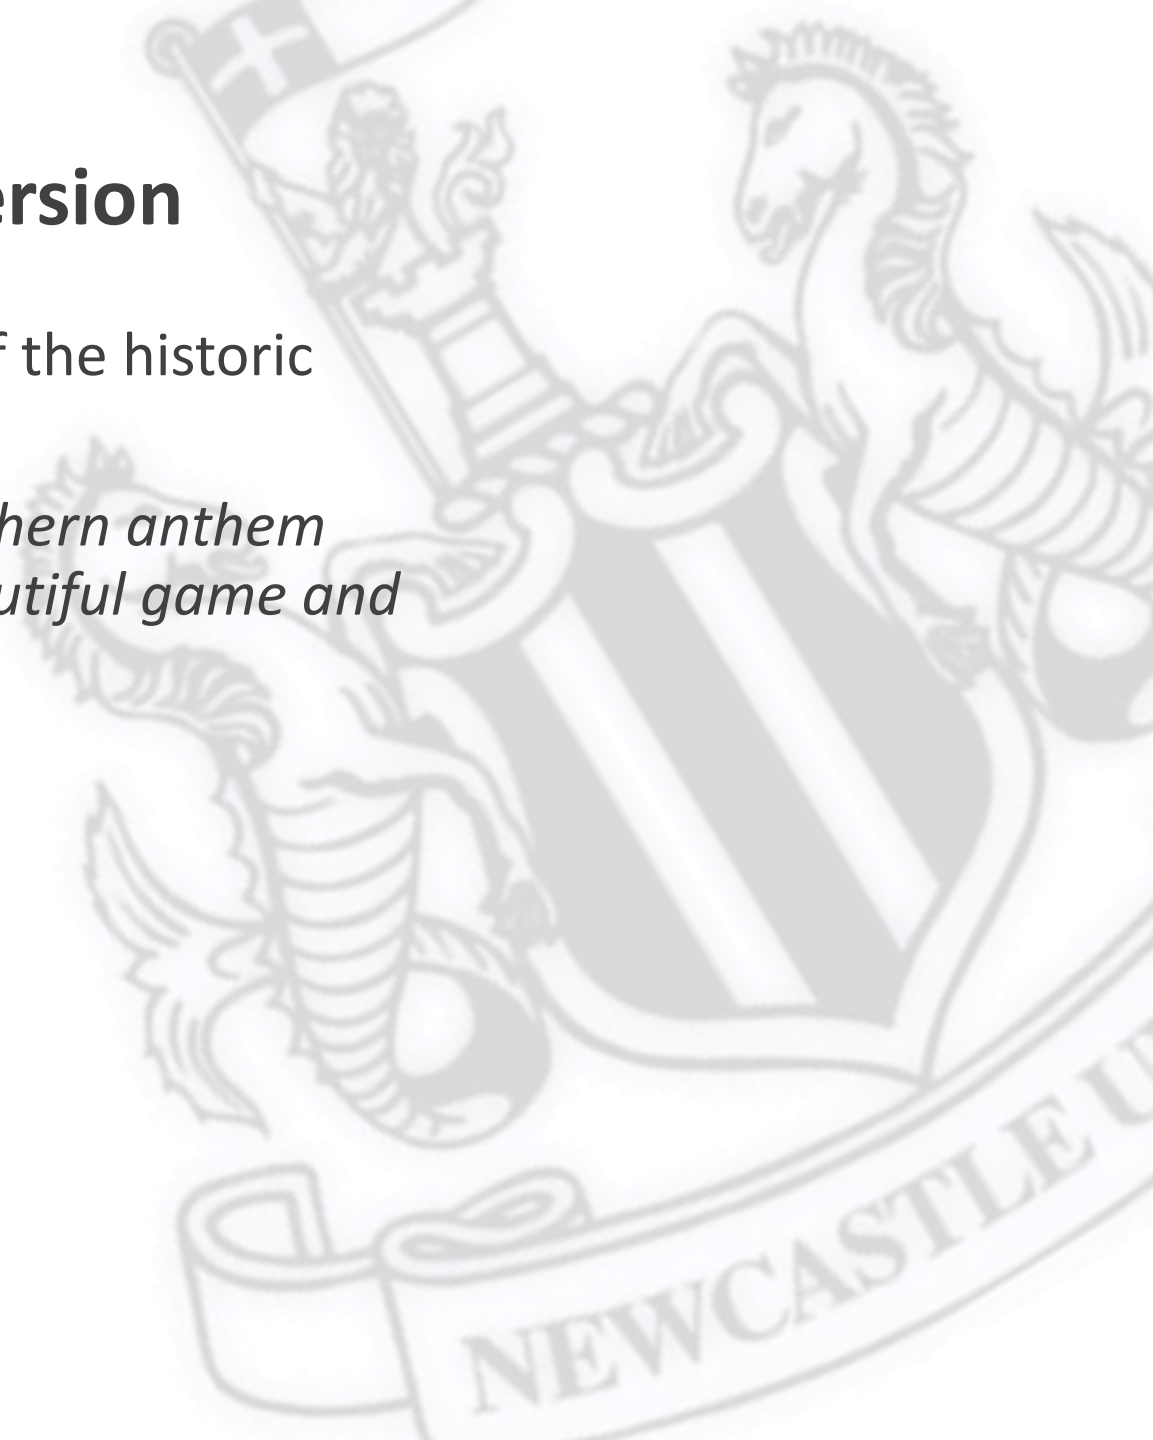 ersion
f the historic
hern anthem
utiful game and
NEWCASTLE U